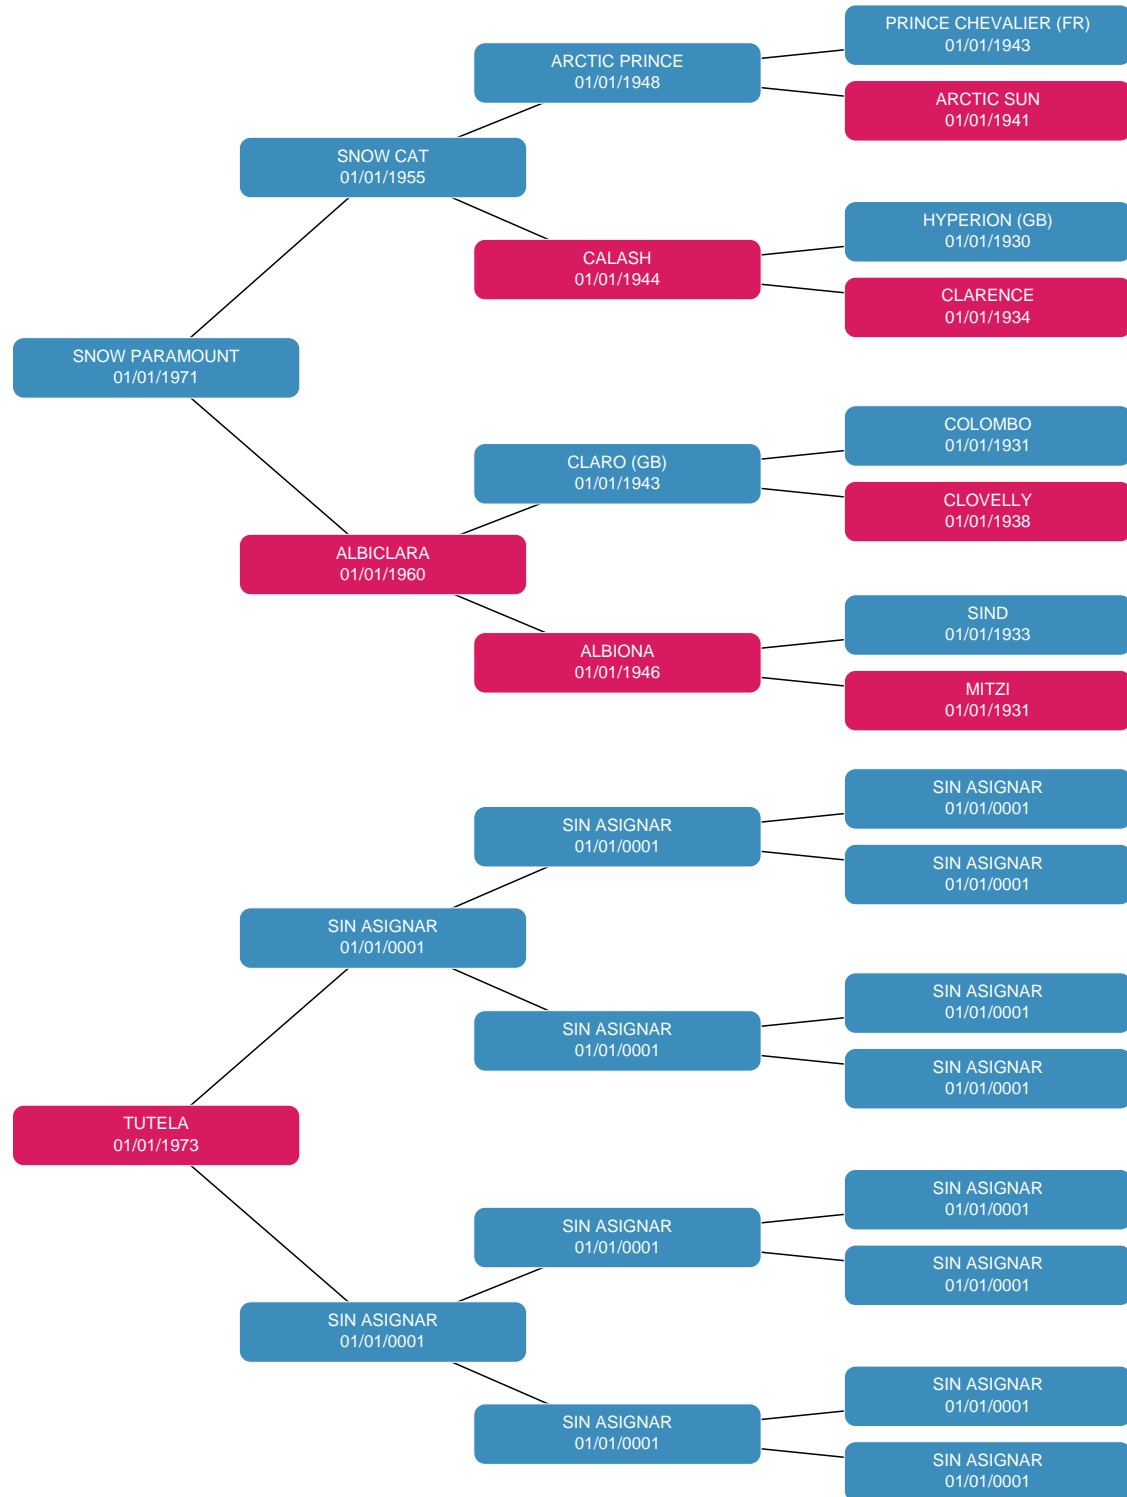 PRINCE CHEVALIER (FR)
01/01/1943
ARCTIC PRINCE
01/01/1948
ARCTIC SUN
01/01/1941
SNOW CAT
01/01/1955
HYPERION (GB)
01/01/1930
CALASH
01/01/1944
CLARENCE
01/01/1934
SNOW PARAMOUNT
01/01/1971
COLOMBO
01/01/1931
CLARO (GB)
01/01/1943
CLOVELLY
01/01/1938
ALBICLARA
01/01/1960
SIND
01/01/1933
ALBIONA
01/01/1946
MITZI
01/01/1931
SIN ASIGNAR
01/01/0001
SIN ASIGNAR
01/01/0001
SIN ASIGNAR
01/01/0001
SIN ASIGNAR
01/01/0001
SIN ASIGNAR
01/01/0001
SIN ASIGNAR
01/01/0001
SIN ASIGNAR
01/01/0001
TUTELA
01/01/1973
SIN ASIGNAR
01/01/0001
SIN ASIGNAR
01/01/0001
SIN ASIGNAR
01/01/0001
SIN ASIGNAR
01/01/0001
SIN ASIGNAR
01/01/0001
SIN ASIGNAR
01/01/0001
SIN ASIGNAR
01/01/0001